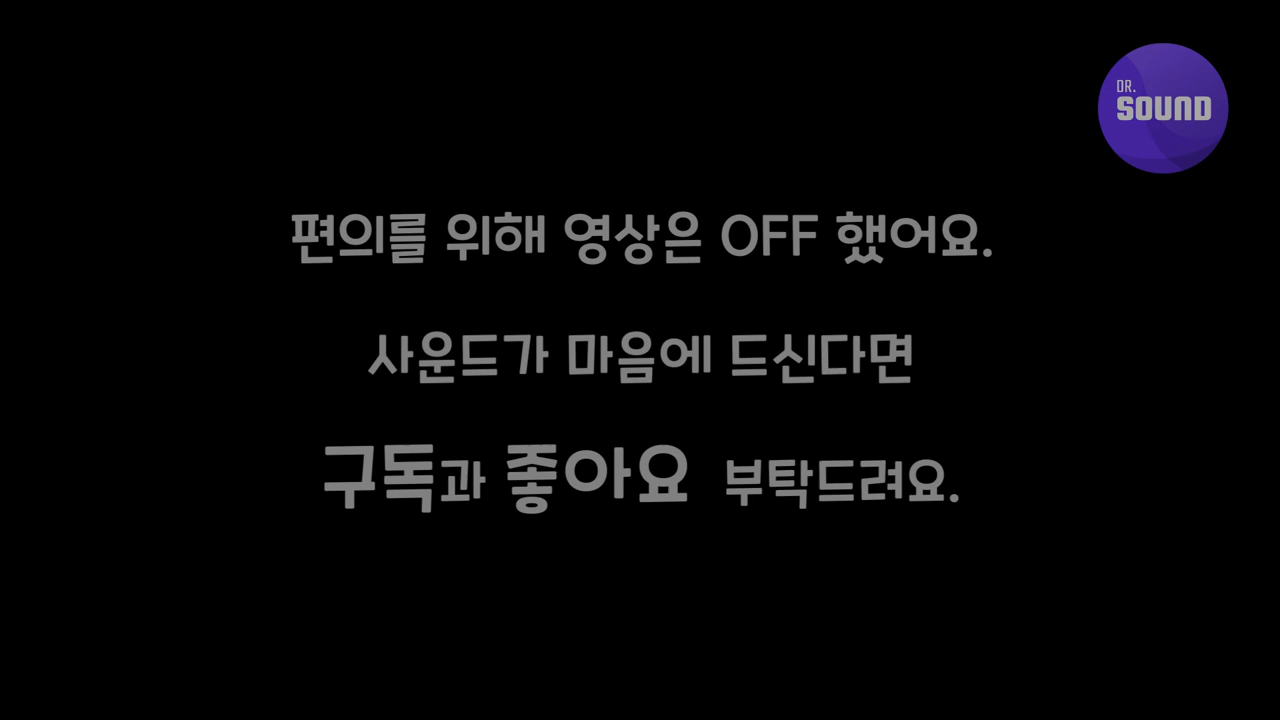 DR.
SOUND
편의를 위해 영상은 OFF 했어요.
사운드가 마음에 드신다면
구독과 좋아요 부탁드려요.